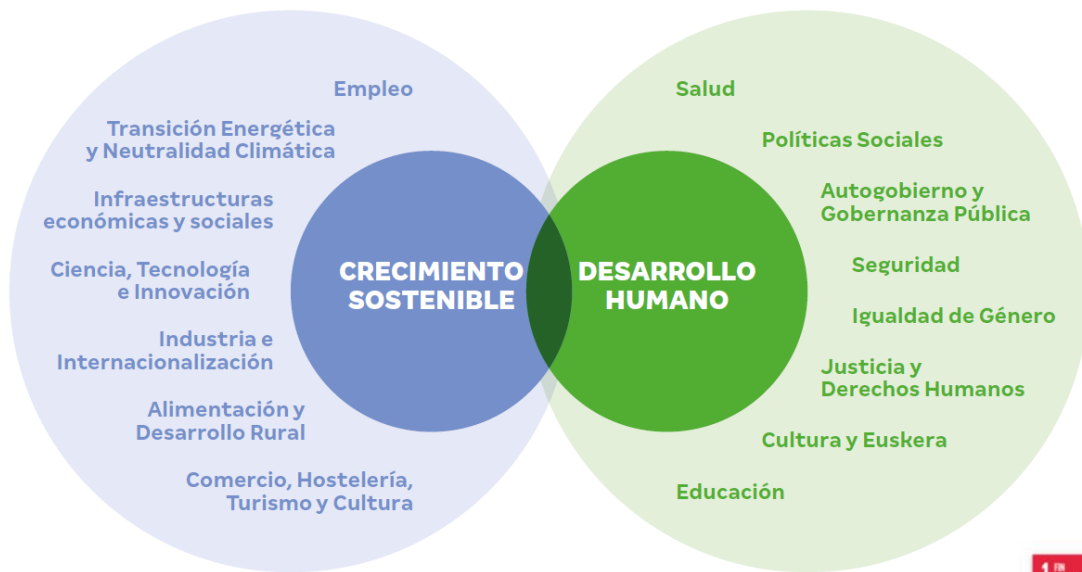 Empleo
Transición Energética
y Neutralidad Climática
Infraestructuras
económicas y sociales
Ciencia, Tecnología
e Innovación
Industria e
Internacionalización
Alimentación y
Desarrollo Rural
Comercio, Hostelería,
Turismo y Cultura
CRECIMIENTO
SOSTENIBLE
DESARROLLO
HUMANO
Salud
Políticas Sociales
Autogobierno y
Gobernanza Pública
Seguridad
Igualdad de Género
Justicia y
Derechos Humanos
Cultura y Euskera
Educación
1 FIN